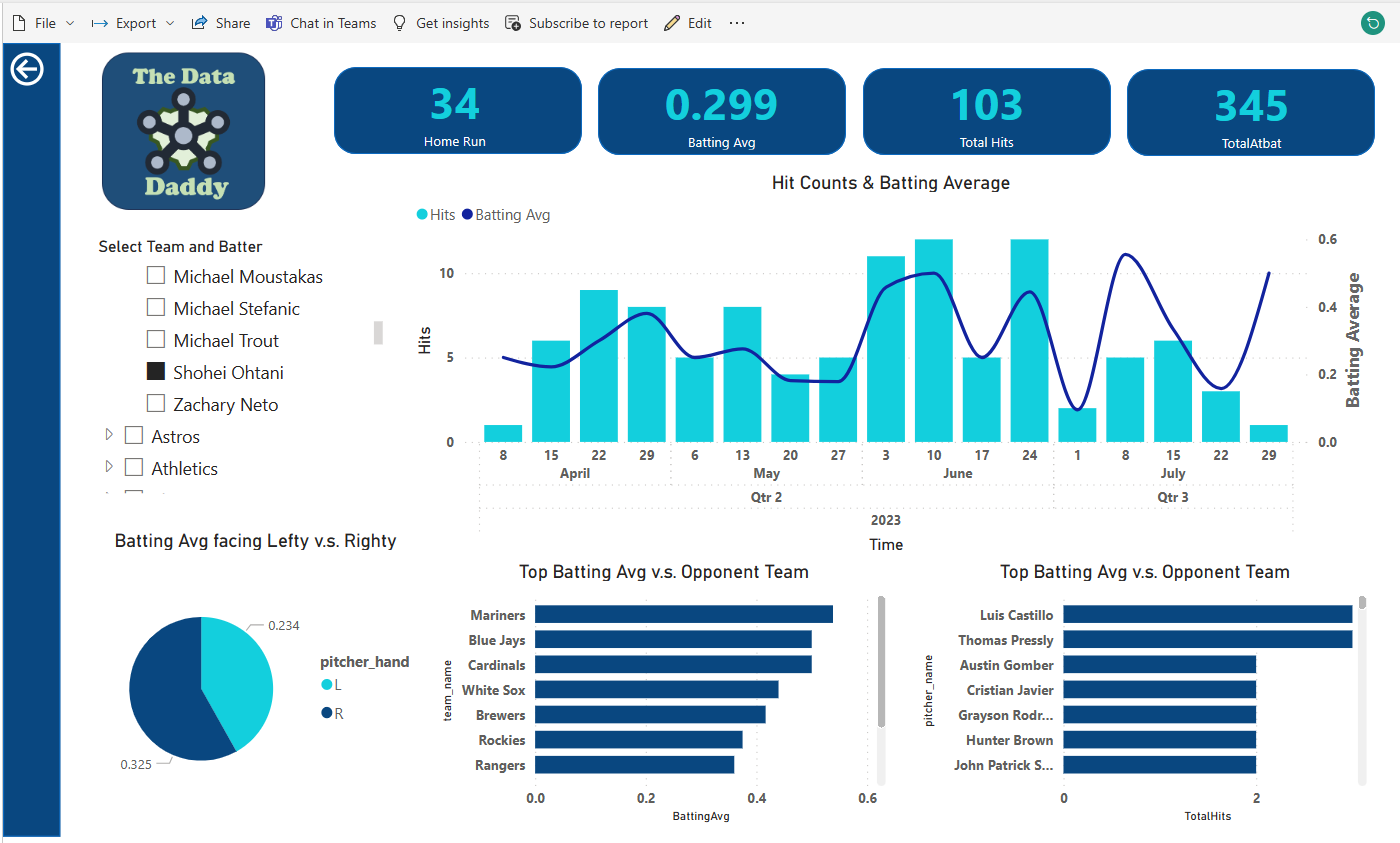 File Export Share Chat in Teams Get insights Subscribe to report Edit ...
The Data
Daddy
34
Home Run
0.299
Batting Avg
103
Total Hits
345
TotalAtbat
Select Team and Batter
Michael Moustakas
Michael Stefanic
Michael Trout
Shohei Ohtani
Zachary Neto
Astros
Athletics
Hit Counts & Batting Average
Hits Batting Avg
Hits
10
5
0
0.6
0.4
0.2
0.0
Batting Average
8 15 22 29 6 13 20 27 3 10 17 24 1 8 15 22 29
April May June July
Qtr 2 Qtr 3
2023
Time
Batting Avg facing Lefty v.s. Righty
0.234
0.325
pitcher_hand
L
R
Top Batting Avg v.s. Opponent Team
team_name
Mariners
Blue Jays
Cardinals
White Sox
Brewers
Rockies
Rangers
0.0 0.2 0.4 0.6
BattingAvg
Top Batting Avg v.s. Opponent Team
pitcher_name
Luis Castillo
Thomas Pressly
Austin Gomber
Cristian Javier
Grayson Rodr...
Hunter Brown
John Patrick S...
0 2
TotalHits